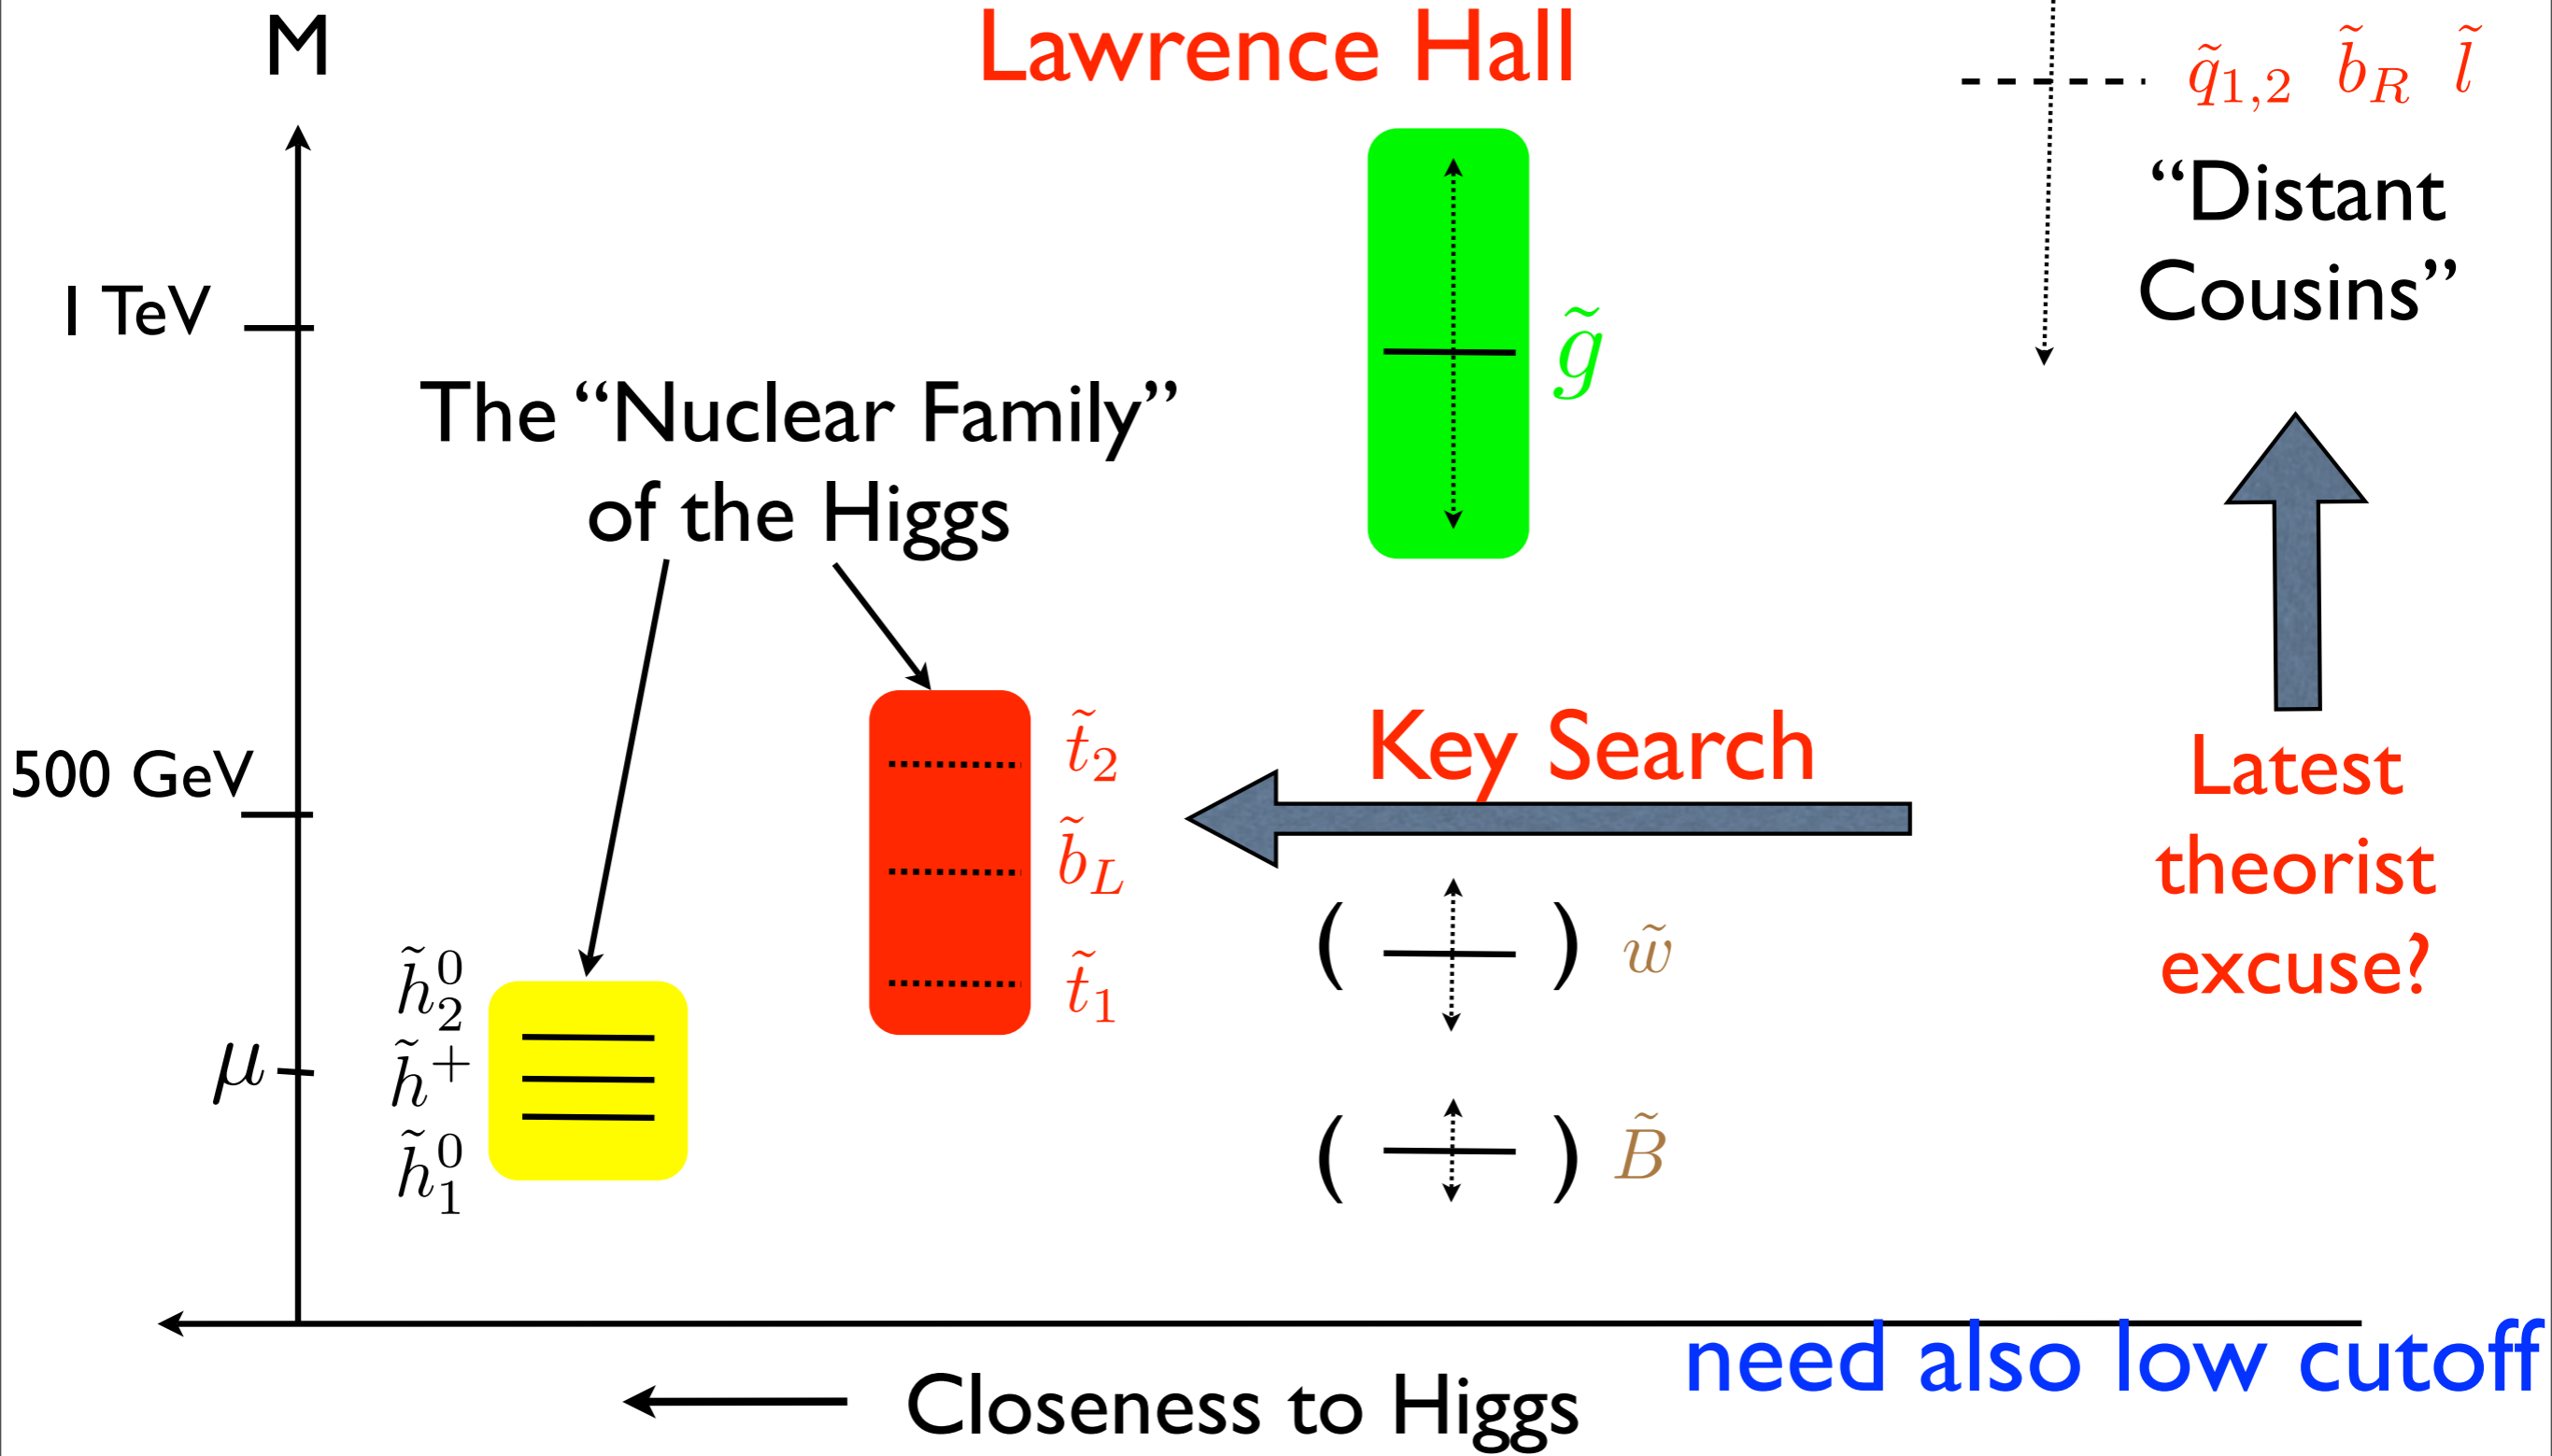 M
Lawrence Hall
q̃1,2 b̃R l̃
“Distant
Cousins”
1 TeV
g̃
The “Nuclear Family”
of the Higgs
500 GeV
t̃2
b̃L
t̃1
Key Search
Latest
theorist
excuse?
( ) w̃
( ) B̃
μ
h̃⁰2
h̃⁺
h̃⁰1
need also low cutoff
Closeness to Higgs